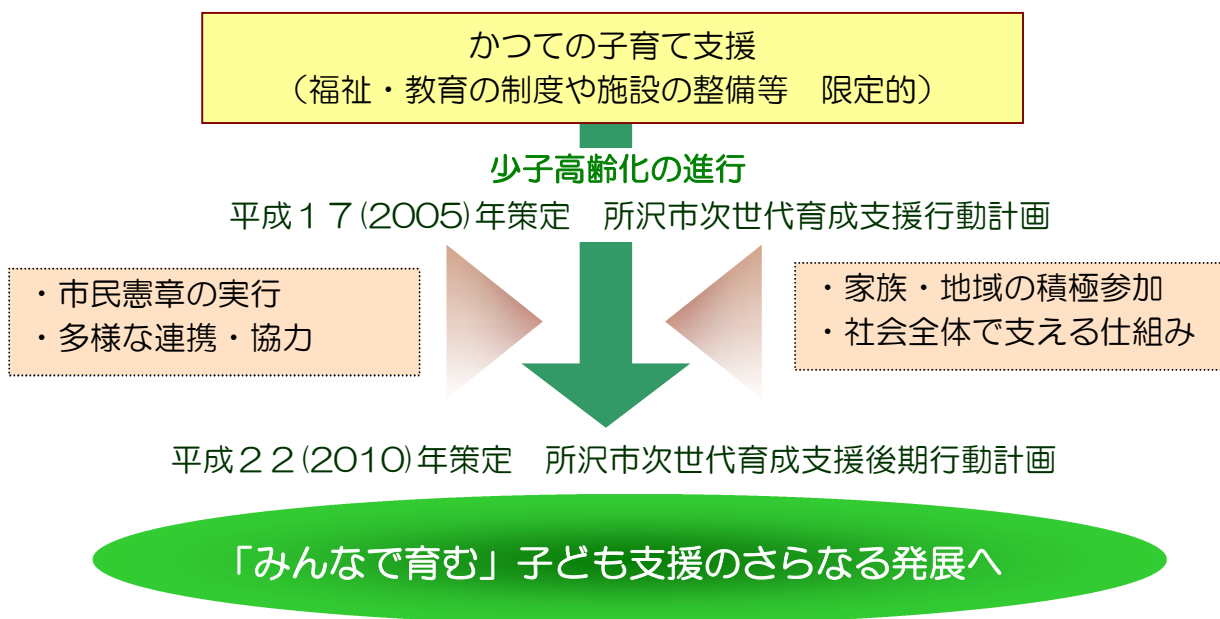 かつての子育て支援
（福祉・教育の制度や施設の整備等　限定的）
少子高齢化の進行
平成１７(2005)年策定　所沢市次世代育成支援行動計画
・市民憲章の実行
・多様な連携・協力
・家族・地域の積極参加
・社会全体で支える仕組み
平成２２(2010)年策定　所沢市次世代育成支援後期行動計画
「みんなで育む」子ども支援のさらなる発展へ